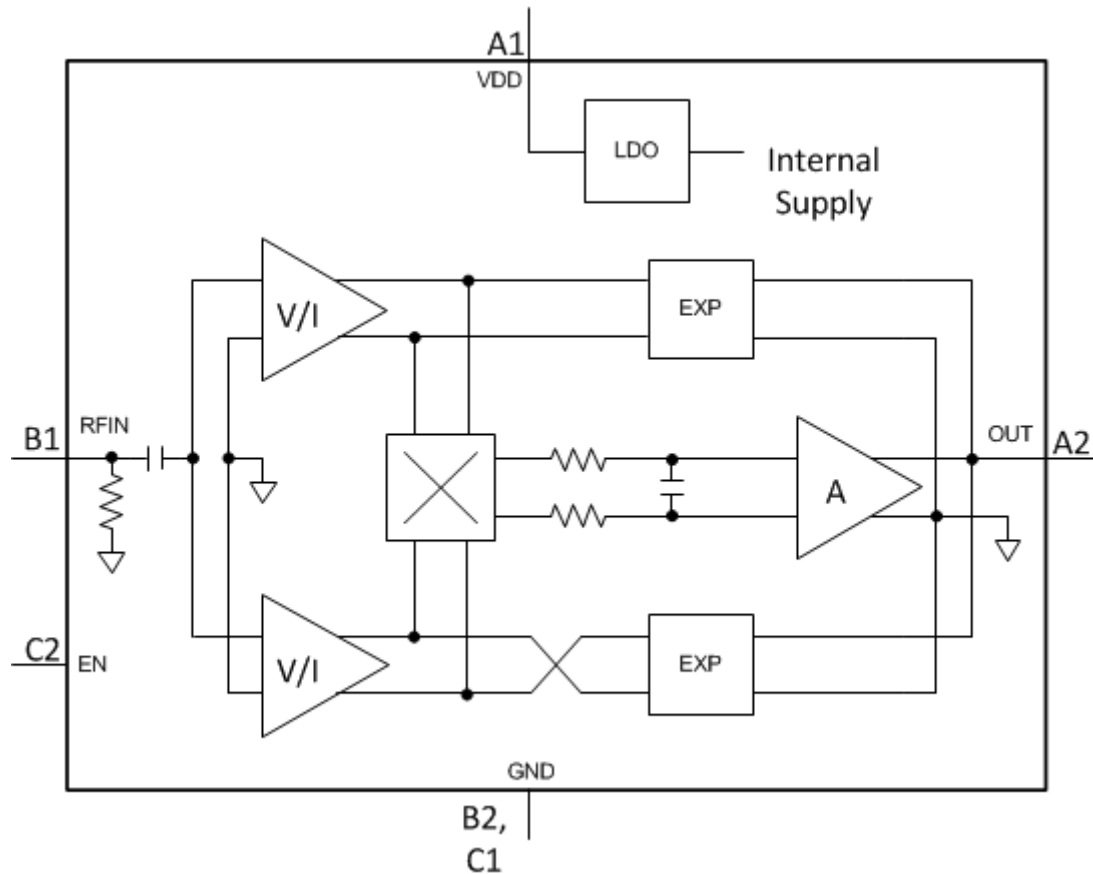 A1
VDD
LDO
Internal
Supply
V/I
EXP
B1
RFIN
OUT
A2
A
C2
EN
V/I
EXP
GND
B2,
C1